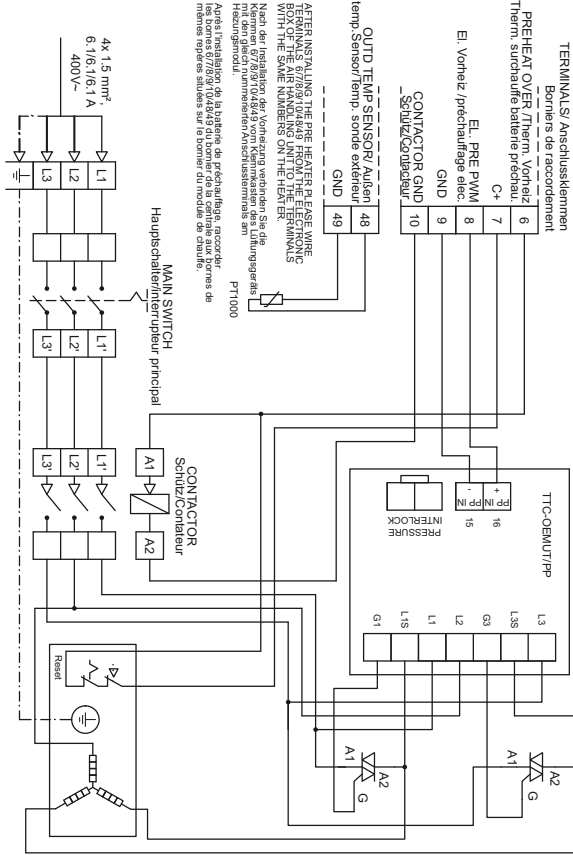 TERMINALS/ Anschlussklemmen
Borniers de raccordement
PREHEAT OVER /Therm. Vorheiz
Therm. surchauffe batterie préchau.
C+
EL. PRE PWM
El. Vorheiz /préchauffage élec.
GND
CONTACTOR GND
Schütz/Contacteur
6
7
8
9
10
OUTD TEMP SENSOR/ Außen
temp.Sensor/Temp. sonde extérieur
GND
48
49
PT1000
AFTER INSTALLING THE PRE HEATER PLEASE WIRE
TERMINALS 6/7/8/9/10/48/49 FROM THE ELECTRONIC
BOX OF THE AIR HANDLING UNIT TO THE TERMINALS
WITH THE SAME NUMBERS ON THE HEATER.
Nach der Installation der Vorheizung verbinden Sie die
Klemmen 6/7/8/9/10/48/49 vom Klemmkasten des Lüftungsgeräts
mit den gleich nummerierten Anschlussterminals am
Heizungsmodul.
Après l'installation de la batterie de préchauffage, raccorder
les bornes 6/7/8/9/10/48/49 du bornier de la centrale aux bornes de
mêmes repères situées sur le bornier du module de chauffe.
TTC-OEMUT/PP
+
PP IN
16
-
PP IN
15
PRESSURE
INTERLOCK
L3
L3S
G3
L2
L1
L1S
G1
A2
A1
G
A2
A1
G
4x 1.5 mm²,
6.1/6.1/6.1 A
400V~
L1
L2
L3
MAIN SWITCH
Hauptschalter/interrupteur principal
L1'
L2'
L3'
CONTACTOR
Schütz/Contateur
A1
A2
L1'
L2'
L3'
Reset